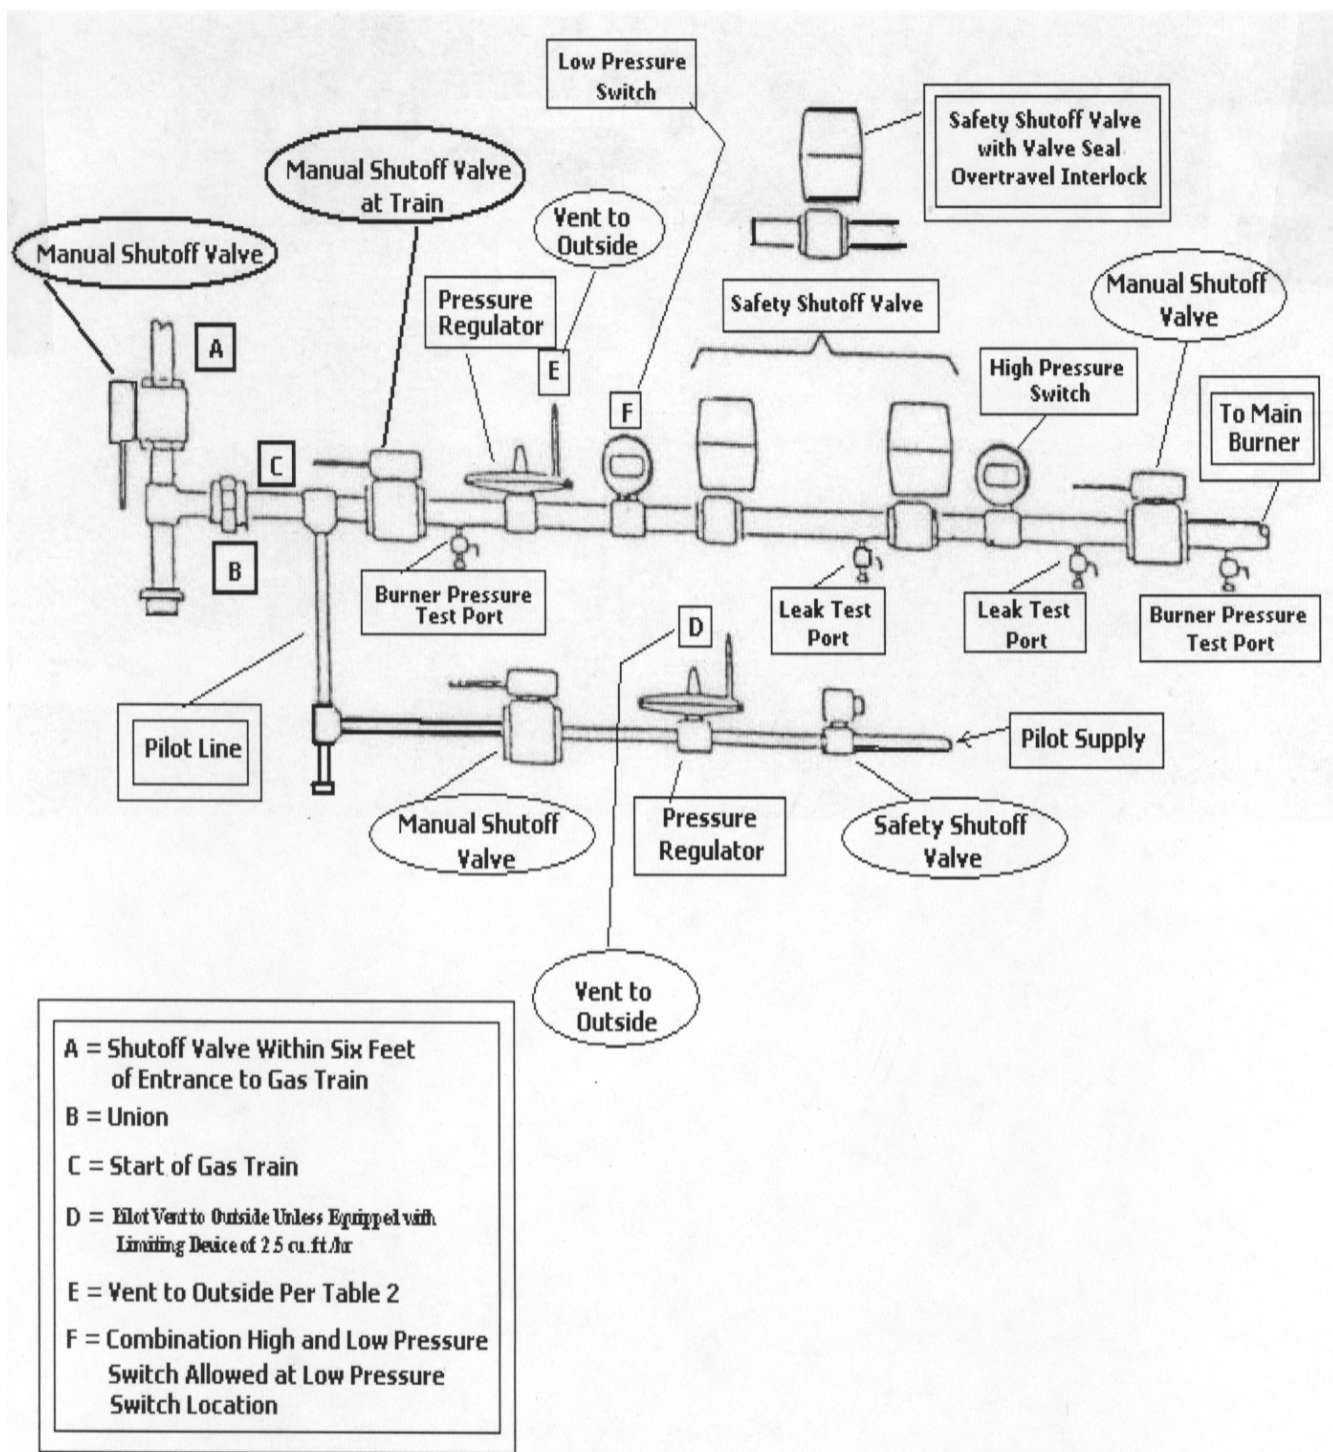 Low Pressure
Switch
Safety Shutoff Valve
with Valve Seal
Overtravel Interlock
Manual Shutoff Valve
at Train
Vent to
Outside
Manual Shutoff Valve
Manual Shutoff
Valve
Pressure
Regulator
Safety Shutoff Valve
A
E
High Pressure
Switch
F
To Main
Burner
C
B
Burner Pressure
Test Port
Leak Test
Port
Leak Test
Port
Burner Pressure
Test Port
D
Pilot Line
Pilot Supply
Manual Shutoff
Valve
Pressure
Regulator
Safety Shutoff
Valve
Vent to
Outside
A = Shutoff Valve Within Six Feet
of Entrance to Gas Train
B = Union
C = Start of Gas Train
D = Pilot Vent to Outside Unless Equipped with
Limiting Device of 2.5 cu.ft./hr
E = Vent to Outside Per Table 2
F = Combination High and Low Pressure
Switch Allowed at Low Pressure
Switch Location